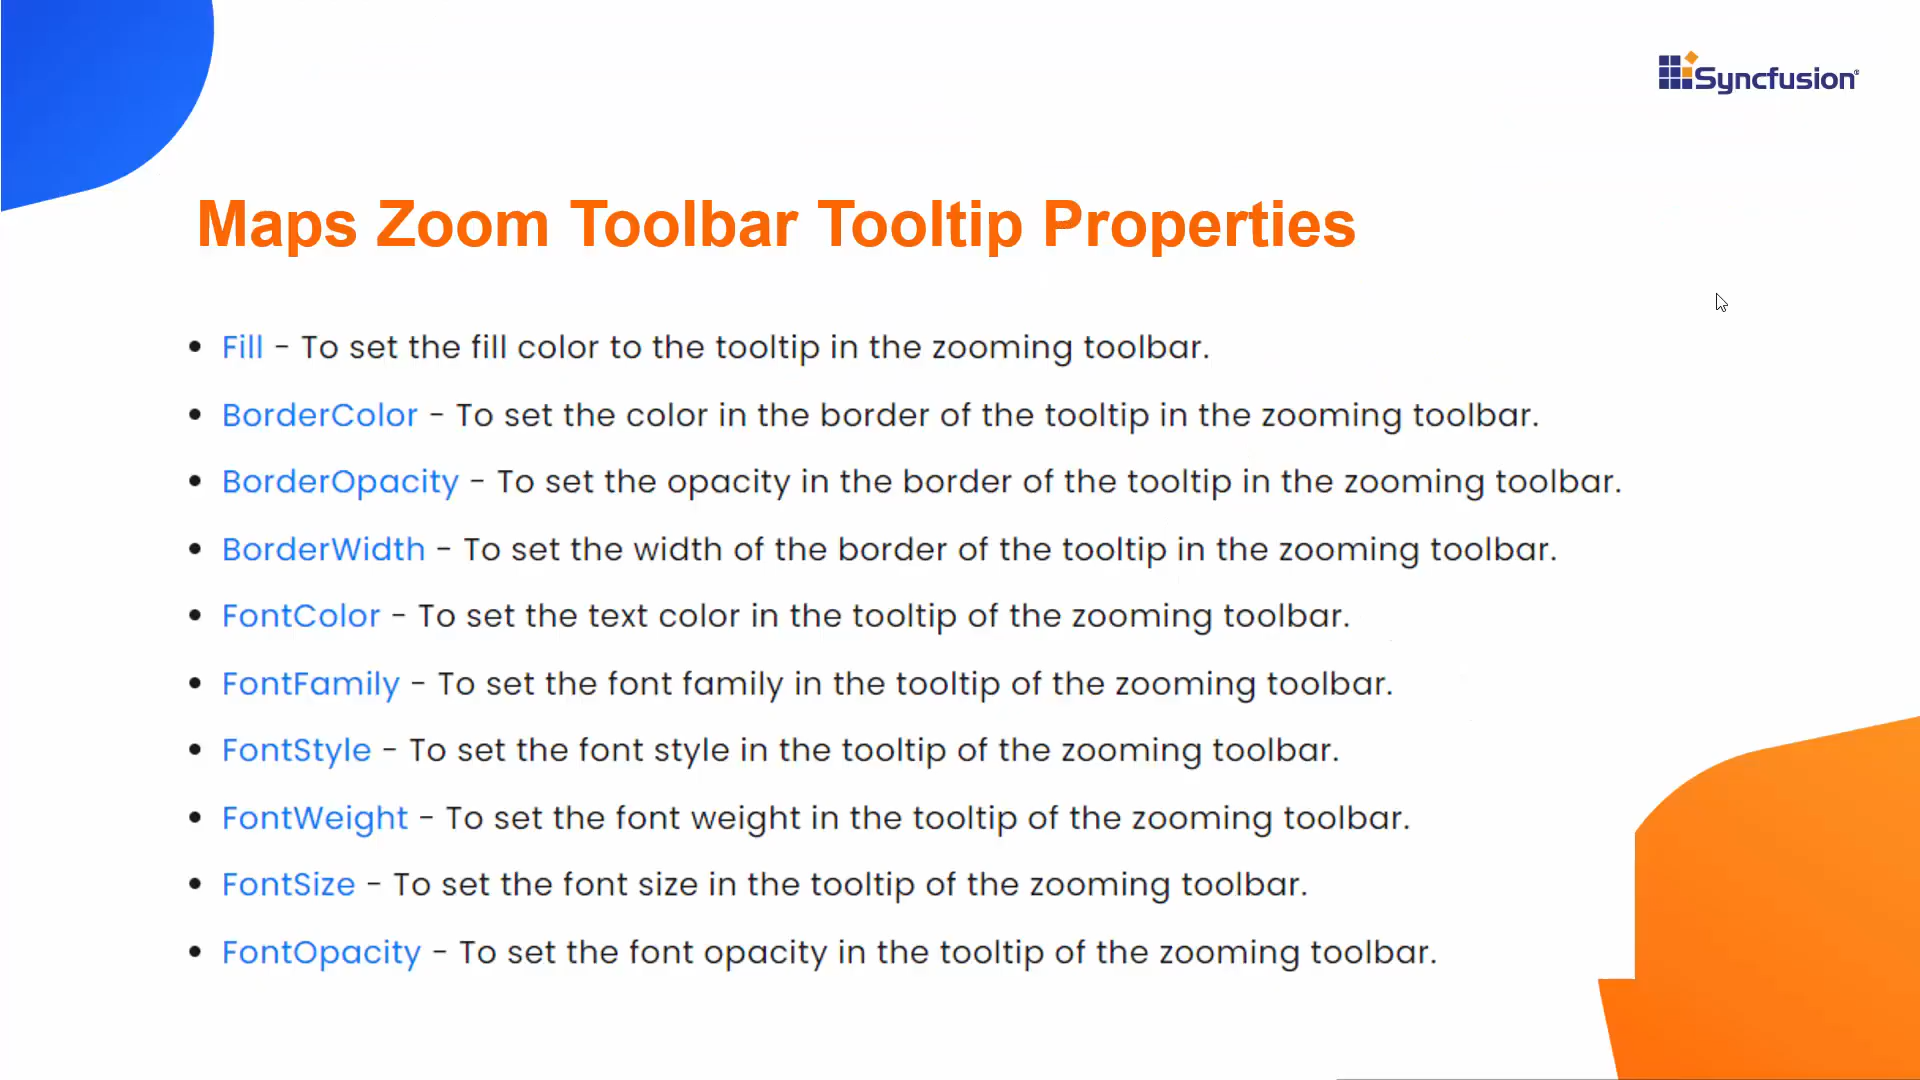 Syncfusion®
Maps Zoom Toolbar Tooltip Properties
• Fill - To set the fill color to the tooltip in the zooming toolbar.
• BorderColor - To set the color in the border of the tooltip in the zooming toolbar.
• BorderOpacity - To set the opacity in the border of the tooltip in the zooming toolbar.
• BorderWidth - To set the width of the border of the tooltip in the zooming toolbar.
• FontColor - To set the text color in the tooltip of the zooming toolbar.
• FontFamily - To set the font family in the tooltip of the zooming toolbar.
• FontStyle - To set the font style in the tooltip of the zooming toolbar.
• FontWeight - To set the font weight in the tooltip of the zooming toolbar.
• FontSize - To set the font size in the tooltip of the zooming toolbar.
• FontOpacity - To set the font opacity in the tooltip of the zooming toolbar.